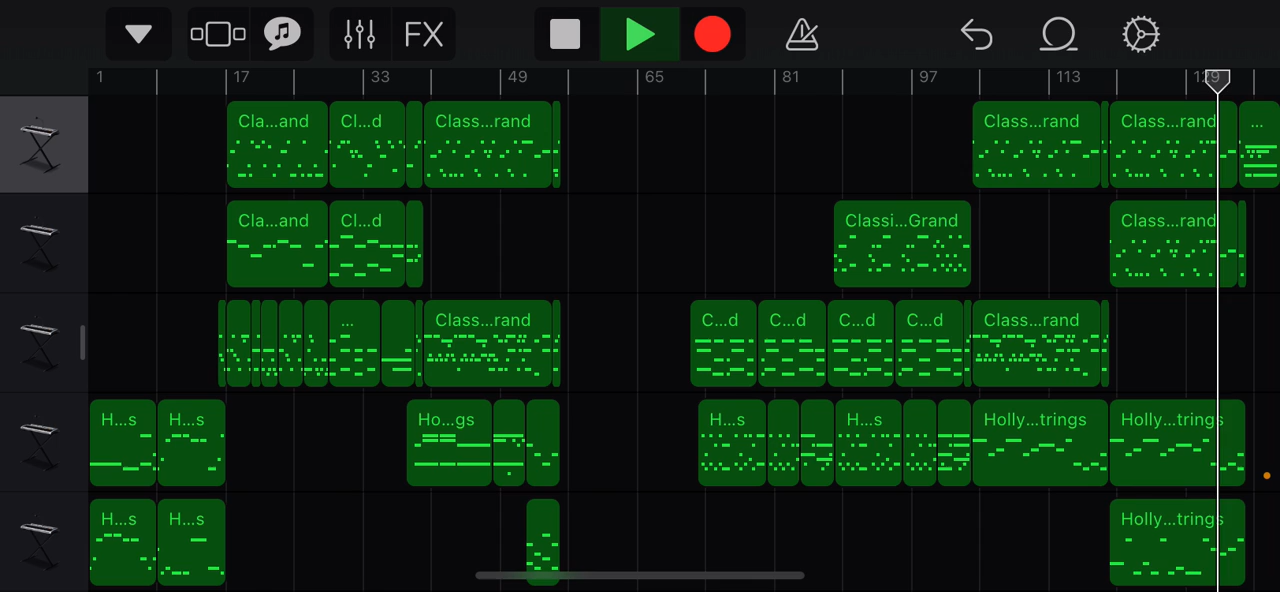 FX
1 17 33 49 65 81 97 113 129
Cla...and Cl...d Class...rand Class...rand Class...rand ...
Cla...and Cl...d Classi...Grand Class...rand
... Class...rand C...d C...d C...d C...d Class...rand
H...s H...s Ho...gs H...s H...s Holly...trings Holly...trings
H...s H...s Holly...trings